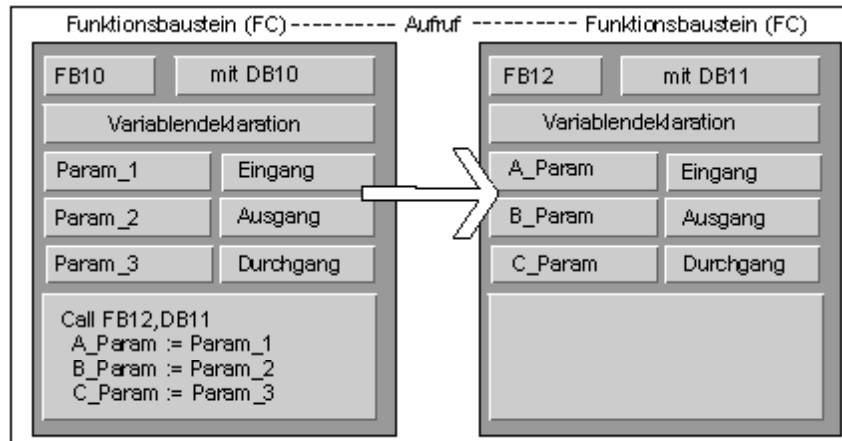 Funktionsbaustein (FC) ----------- Aufruf ----------- Funktionsbaustein (FC)
FB10 mit DB10
Variablendeklaration
Param_1 Eingang
Param_2 Ausgang
Param_3 Durchgang
Call FB12,DB11
A_Param := Param_1
B_Param := Param_2
C_Param := Param_3
FB12 mit DB11
Variablendeklaration
A_Param Eingang
B_Param Ausgang
C_Param Durchgang